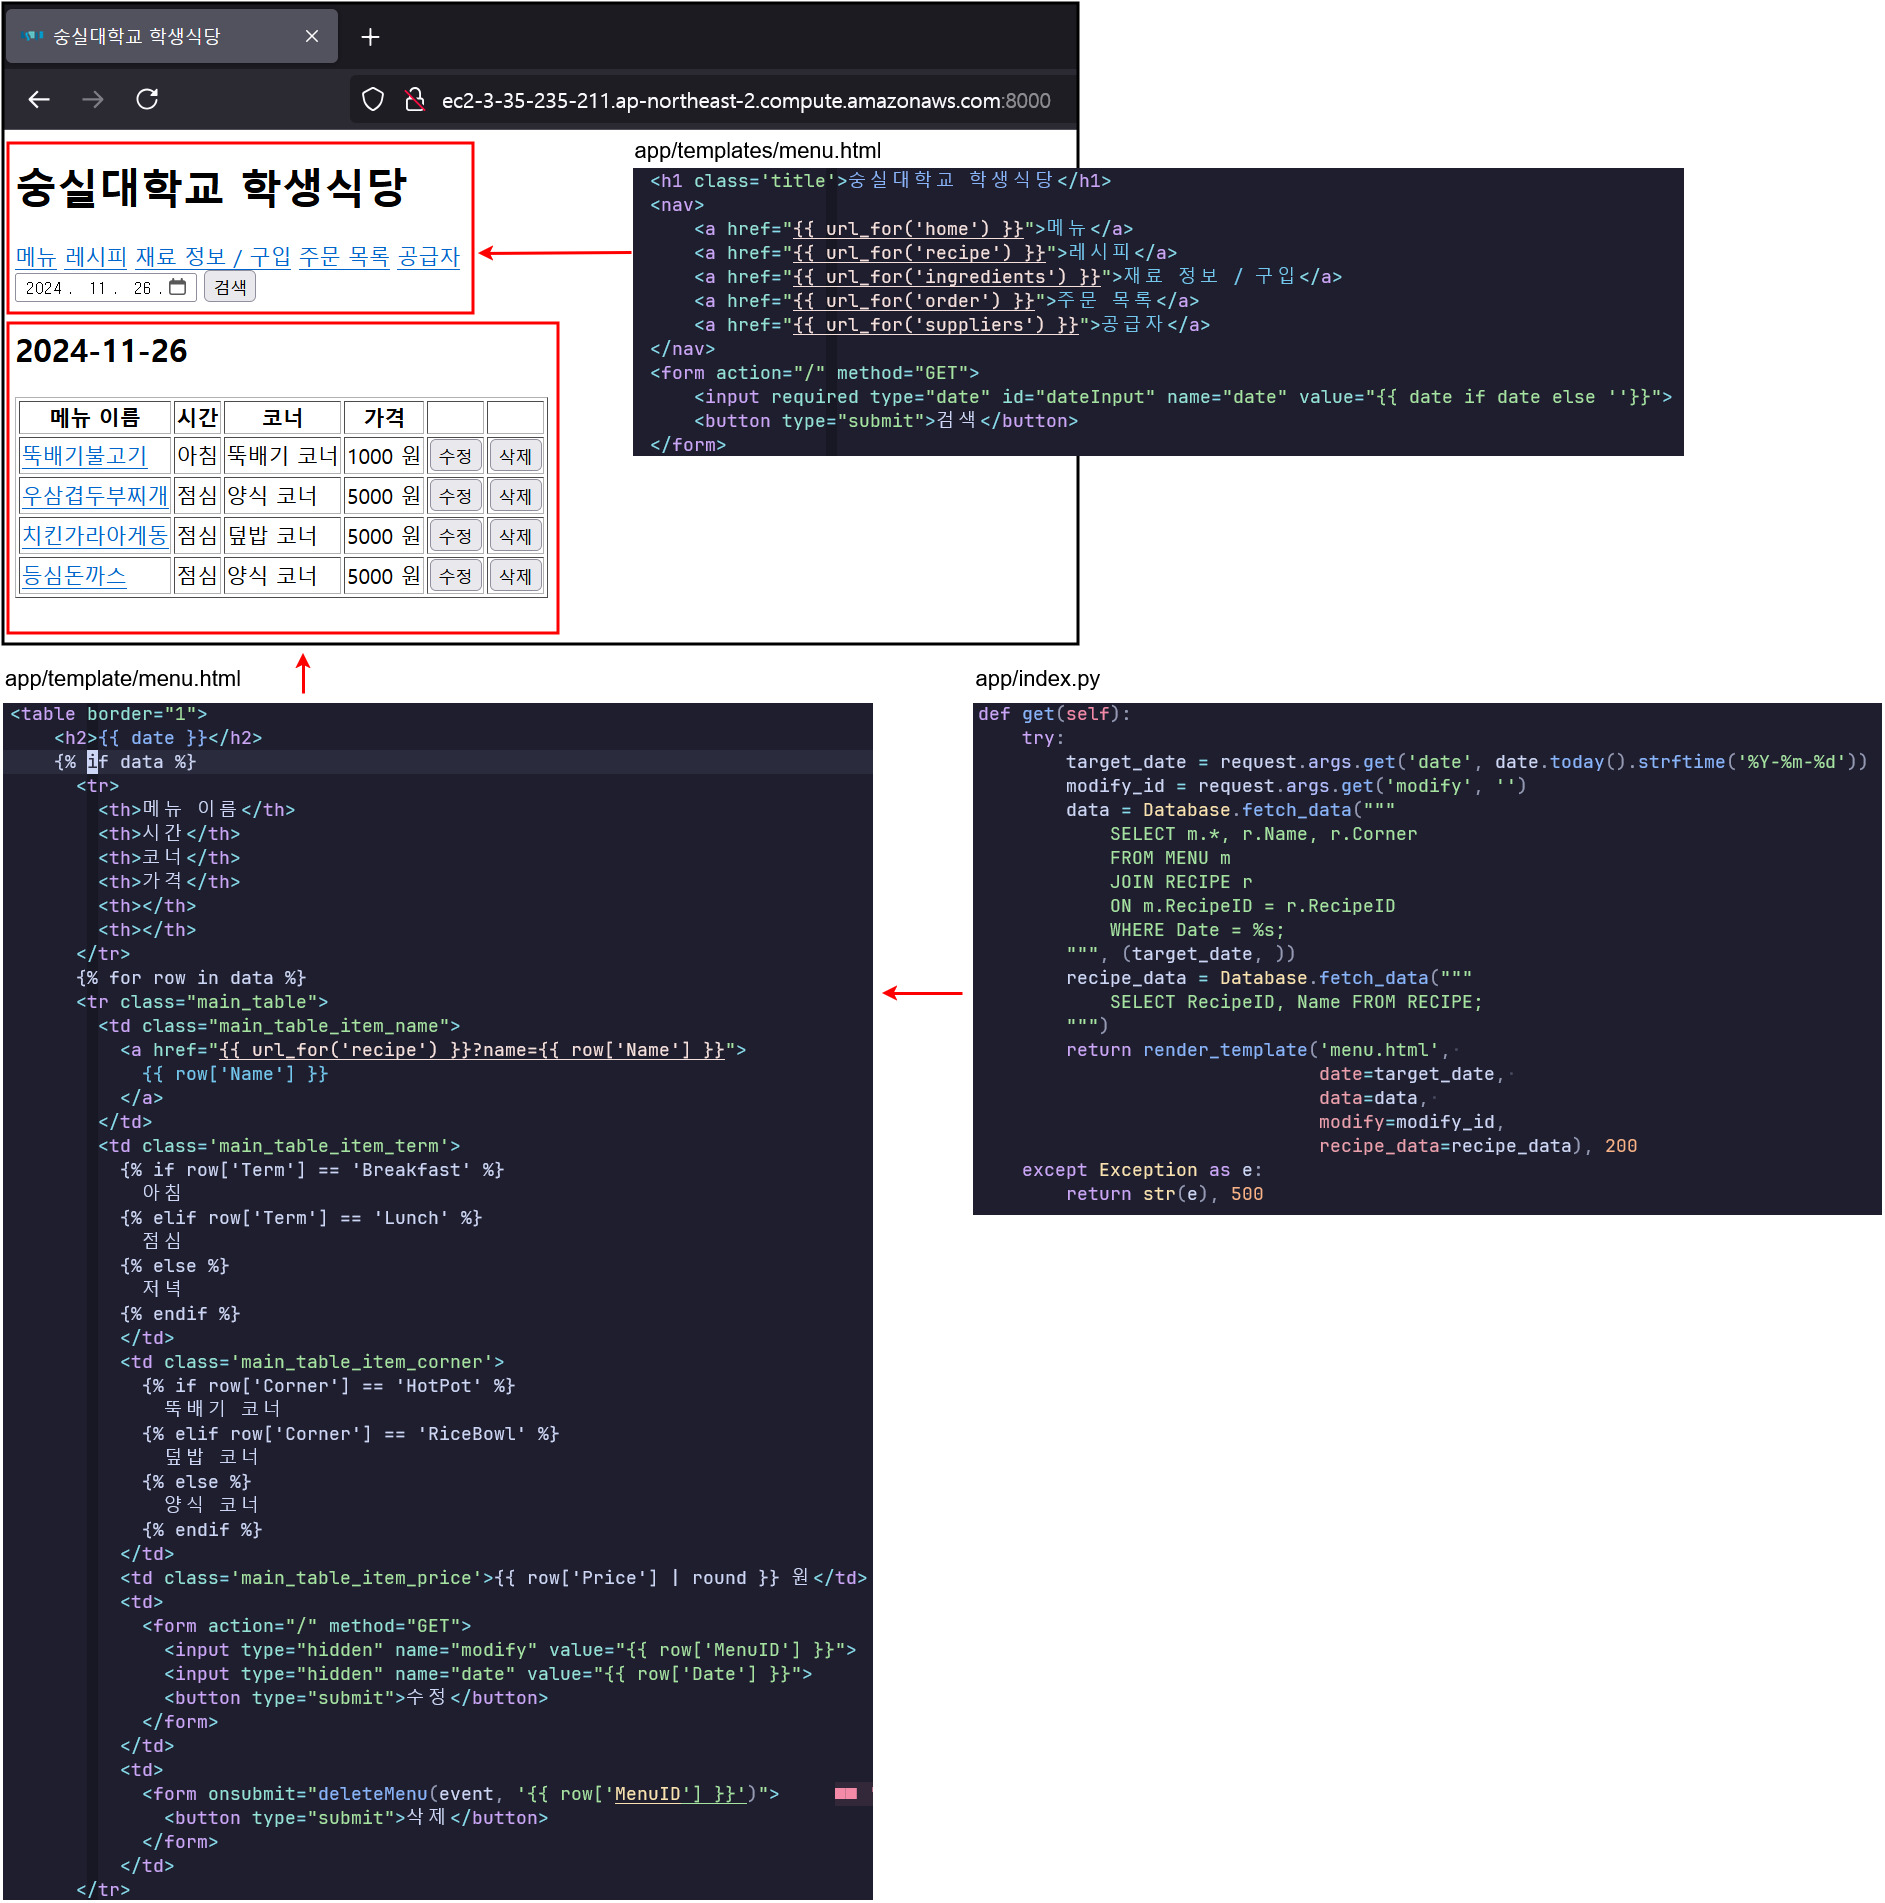 숭실대학교 학생식당
ec2-3-35-235-211.ap-northeast-2.compute.amazonaws.com:8000
숭실대학교 학생식당
메뉴 레시피 재료 정보 / 구입 주문 목록 공급자
2024. 11. 26. 검색
2024-11-26
메뉴 이름 시간 코너 가격
뚝배기불고기 아침 뚝배기 코너 1000 원 수정 삭제
우삼겹두부찌개 점심 양식 코너 5000 원 수정 삭제
치킨가라아게동 점심 덮밥 코너 5000 원 수정 삭제
등심돈까스 점심 양식 코너 5000 원 수정 삭제
app/templates/menu.html
<h1 class='title'>숭실대학교 학생식당</h1>
<nav>
    <a href="{{ url_for('home') }}">메뉴</a>
    <a href="{{ url_for('recipe') }}">레시피</a>
    <a href="{{ url_for('ingredients') }}">재료 정보 / 구입</a>
    <a href="{{ url_for('order') }}">주문 목록</a>
    <a href="{{ url_for('suppliers') }}">공급자</a>
</nav>
<form action="/" method="GET">
    <input required type="date" id="dateInput" name="date" value="{{ date if date else ''}}">
    <button type="submit">검색</button>
</form>
app/template/menu.html
<table border="1">
    <h2>{{ date }}</h2>
    {% if data %}
      <tr>
        <th>메뉴 이름</th>
        <th>시간</th>
        <th>코너</th>
        <th>가격</th>
        <th></th>
        <th></th>
      </tr>
      {% for row in data %}
      <tr class="main_table">
        <td class="main_table_item_name">
          <a href="{{ url_for('recipe') }}?name={{ row['Name'] }}">
            {{ row['Name'] }}
          </a>
        </td>
        <td class='main_table_item_term'>
          {% if row['Term'] == 'Breakfast' %}
            아침
          {% elif row['Term'] == 'Lunch' %}
            점심
          {% else %}
            저녁
          {% endif %}
          </td>
          <td class='main_table_item_corner'>
            {% if row['Corner'] == 'HotPot' %}
              뚝배기 코너
            {% elif row['Corner'] == 'RiceBowl' %}
              덮밥 코너
            {% else %}
              양식 코너
            {% endif %}
          </td>
          <td class='main_table_item_price'>{{ row['Price'] | round }} 원</td>
          <td>
            <form action="/" method="GET">
              <input type="hidden" name="modify" value="{{ row['MenuID'] }}">
              <input type="hidden" name="date" value="{{ row['Date'] }}">
              <button type="submit">수정</button>
            </form>
          </td>
          <td>
            <form onsubmit="deleteMenu(event, '{{ row['MenuID'] }}')">
              <button type="submit">삭제</button>
            </form>
          </td>
      </tr>
app/index.py
def get(self):
    try:
        target_date = request.args.get('date', date.today().strftime('%Y-%m-%d'))
        modify_id = request.args.get('modify', '')
        data = Database.fetch_data("""
            SELECT m.*, r.Name, r.Corner
            FROM MENU m
            JOIN RECIPE r
            ON m.RecipeID = r.RecipeID
            WHERE Date = %s;
        """, (target_date, ))
        recipe_data = Database.fetch_data("""
            SELECT RecipeID, Name FROM RECIPE;
        """)
        return render_template('menu.html',
                               date=target_date,
                               data=data,
                               modify=modify_id,
                               recipe_data=recipe_data), 200
    except Exception as e:
        return str(e), 500